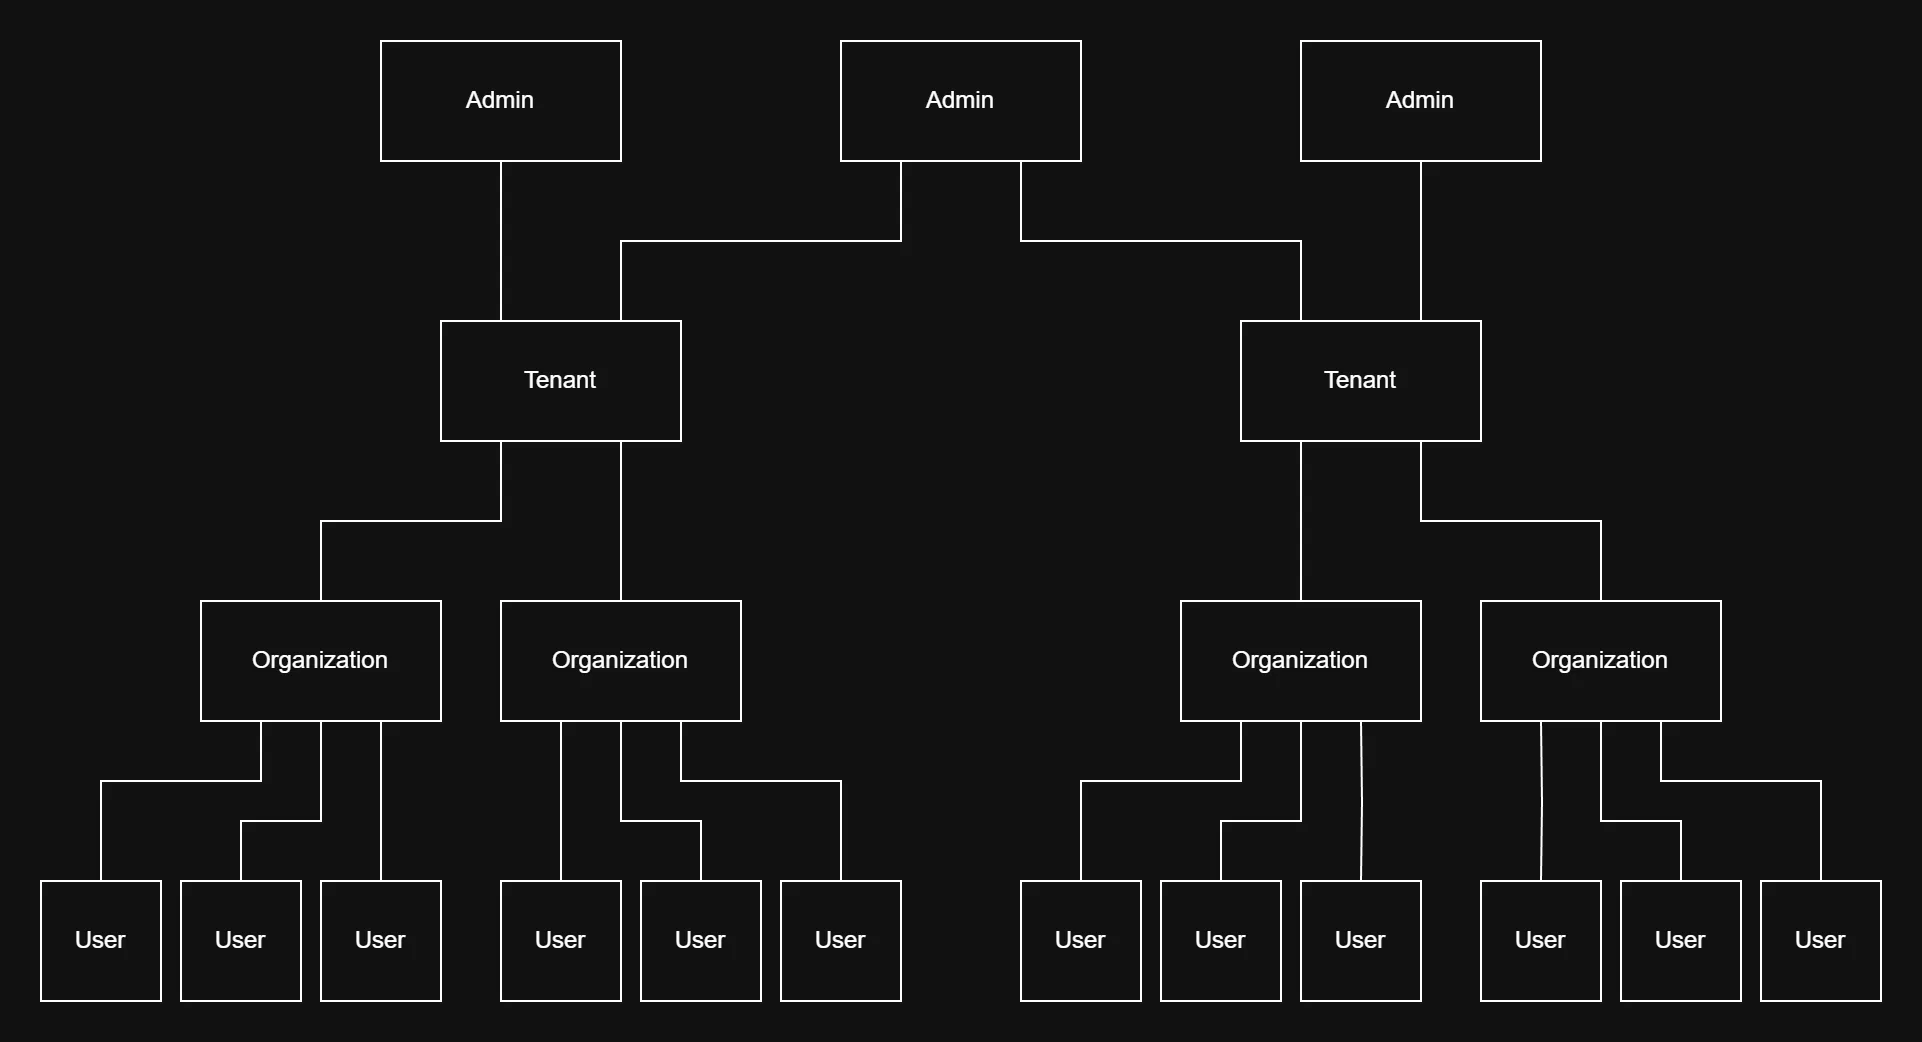 Admin
Admin
Admin
Tenant
Tenant
Organization
Organization
Organization
Organization
User
User
User
User
User
User
User
User
User
User
User
User